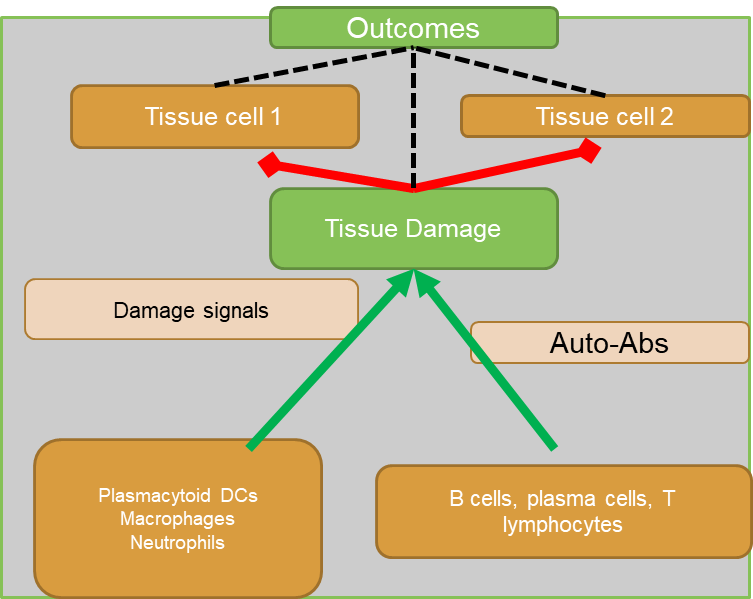 Outcomes
Tissue cell 1
Tissue cell 2
Tissue Damage
Damage signals
Auto-Abs
Plasmacytoid DCs
Macrophages
Neutrophils
B cells, plasma cells, T
lymphocytes